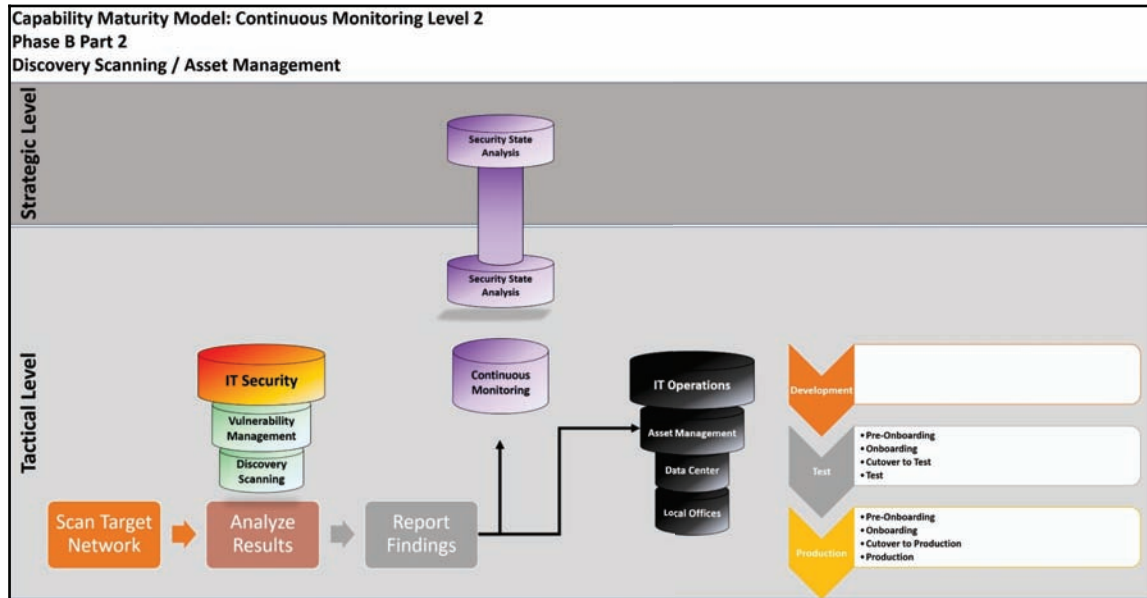 Capability Maturity Model: Continuous Monitoring Level 2
Phase B Part 2
Discovery Scanning / Asset Management
Strategic Level
Security State
Analysis
Security State
Analysis
Tactical Level
IT Security
Vulnerability
Management
Discovery
Scanning
Continuous
Monitoring
IT Operations
Asset Management
Data Center
Local Offices
Scan Target
Network
Analyze
Results
Report
Findings
Development
Test
• Pre-Onboarding
• Onboarding
• Cutover to Test
• Test
Production
• Pre-Onboarding
• Onboarding
• Cutover to Production
• Production